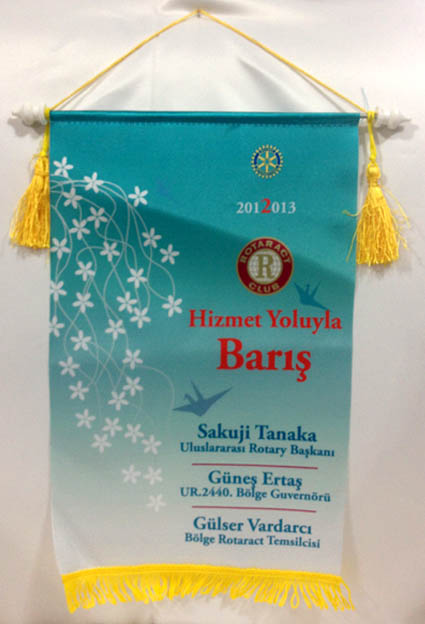 2012013
ROTARACT
R
CLUB
Hizmet Yoluyla
Barış
Sakuji Tanaka
Uluslararası Rotary Başkanı
Güneş Ertaş
UR.2440. Bölge Guvernörü
Gülser Vardarcı
Bölge Rotaract Temsilcisi